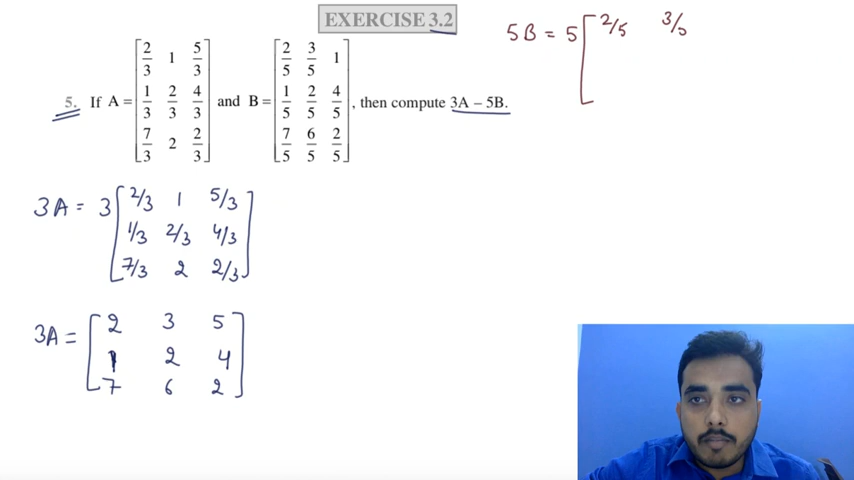 EXERCISE 3.2
5. If A = [2/3 1 5/3; 1/3 2/3 4/3; 7/3 2 2/3] and B = [2/5 3/5 1; 1/5 2/5 4/5; 7/5 6/5 2/5], then compute 3A – 5B.
5B = 5 [ 2/5 3/5
3A = 3 [ 2/3 1 5/3
1/3 2/3 4/3
7/3 2 2/3 ]
3A = [ 2 3 5
1 2 4
7 6 2 ]